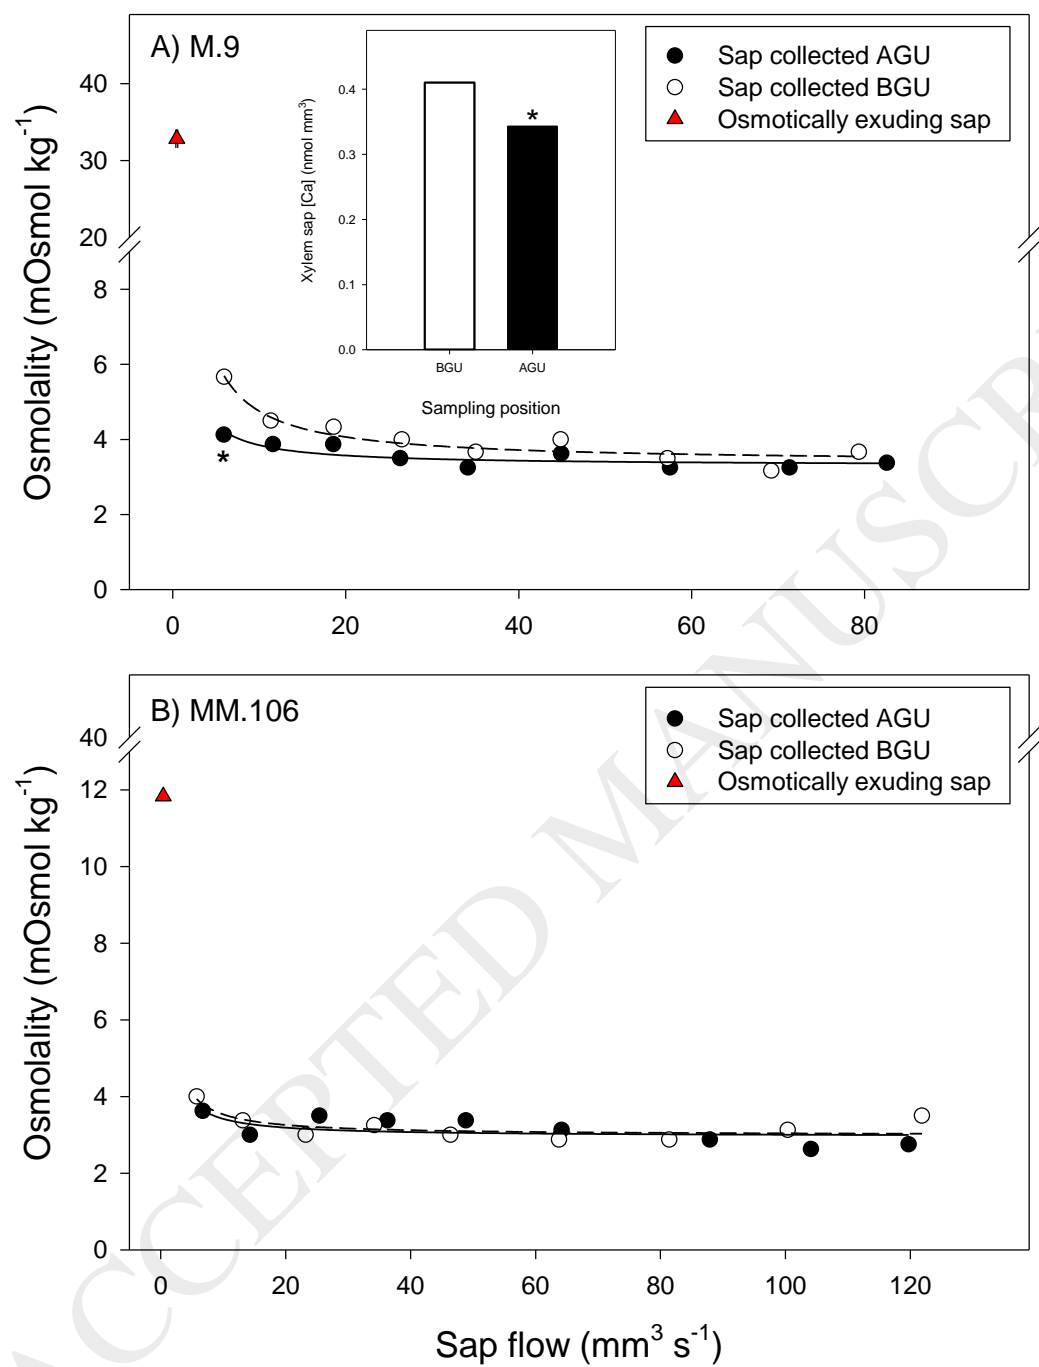 A) M.9
Sap collected AGU
Sap collected BGU
Osmotically exuding sap
Osmolality (mOsmol kg⁻¹)
40
30
20
8
6
4
2
0
0 20 40 60 80
*
Xylem sap [Ca] (nmol mm³)
0.4
0.3
0.2
0.1
0.0
*
BGU AGU
Sampling position
B) MM.106
Sap collected AGU
Sap collected BGU
Osmotically exuding sap
Osmolality (mOsmol kg⁻¹)
40
12
10
8
6
4
2
0
0 20 40 60 80 100 120
Sap flow (mm³ s⁻¹)
ACCEPTED MANUSCR